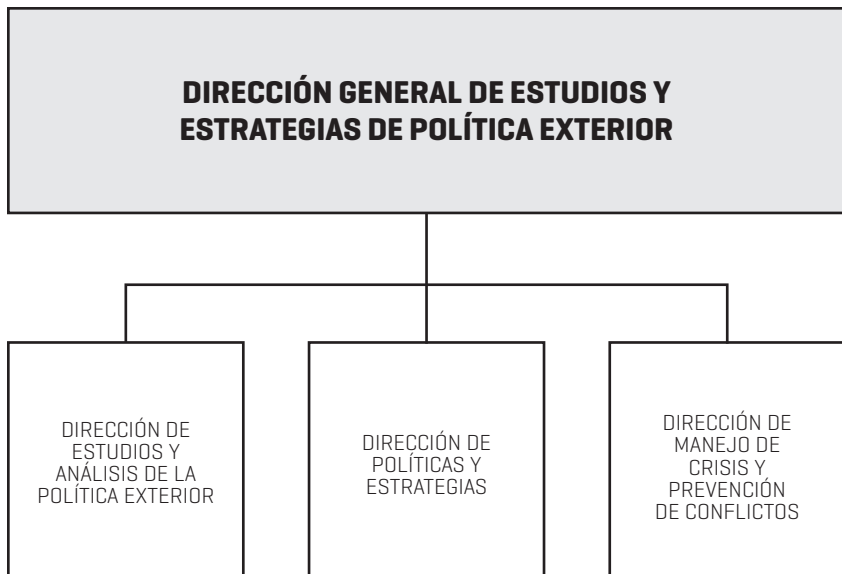 DIRECCIÓN GENERAL DE ESTUDIOS Y
ESTRATEGIAS DE POLÍTICA EXTERIOR
DIRECCIÓN DE
ESTUDIOS Y
ANÁLISIS DE LA
POLÍTICA EXTERIOR
DIRECCIÓN DE
POLÍTICAS Y
ESTRATEGIAS
DIRECCIÓN DE
MANEJO DE
CRISIS Y
PREVENCIÓN
DE CONFLICTOS